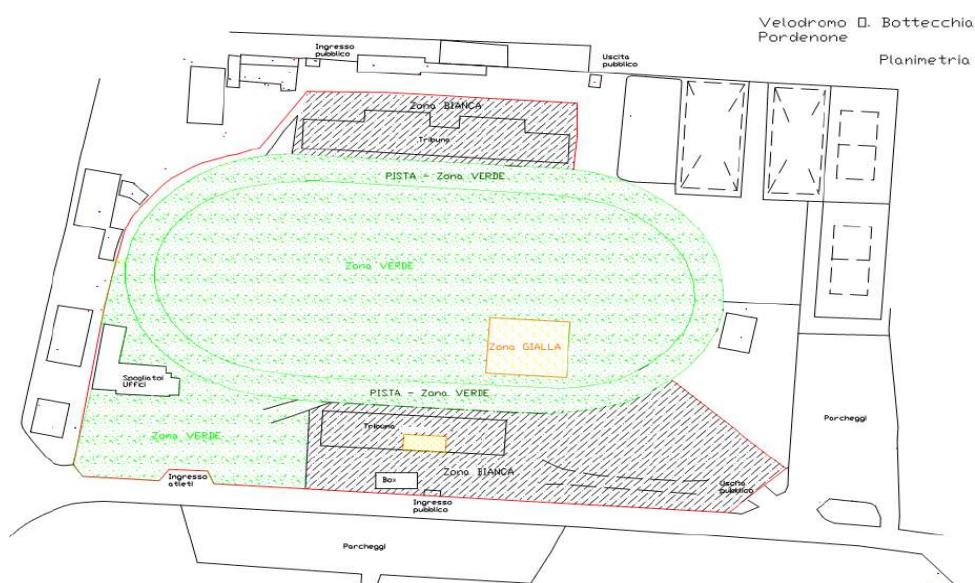 Velodromo O. Bottecchia
Pordenone
Planimetria
Ingresso
pubblico
Uscita
pubblico
Zona BIANCA
Tribuna
PISTA - Zona VERDE
Zona VERDE
Zona GIALLA
Spogliatoi
Uffici
PISTA - Zona VERDE
Parcheggi
Tribuna
Zona VERDE
Zona BIANCA
Ingresso
atleti
Box
Uscita
pubblico
Ingresso
pubblico
Parcheggi